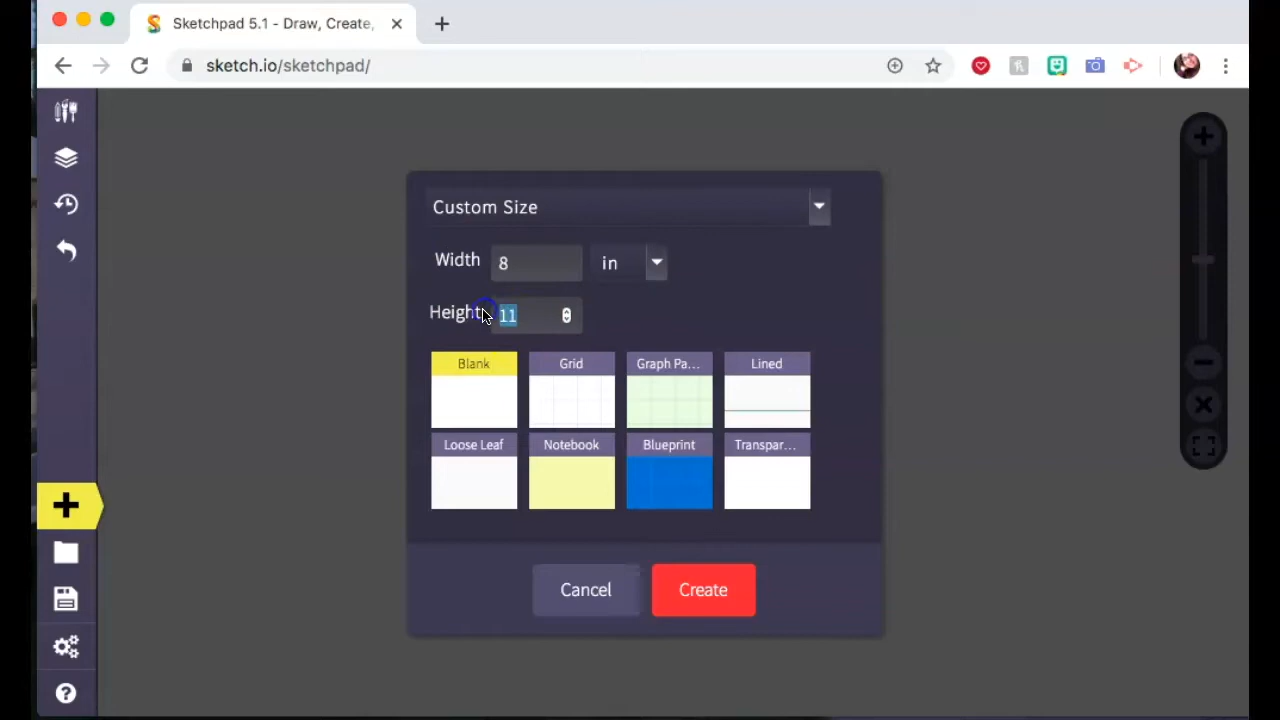 Sketchpad 5.1 - Draw, Create,
sketch.io/sketchpad/
Custom Size
Width 8 in
Height 11
Blank Grid Graph Pa... Lined
Loose Leaf Notebook Blueprint Transpar...
Cancel Create